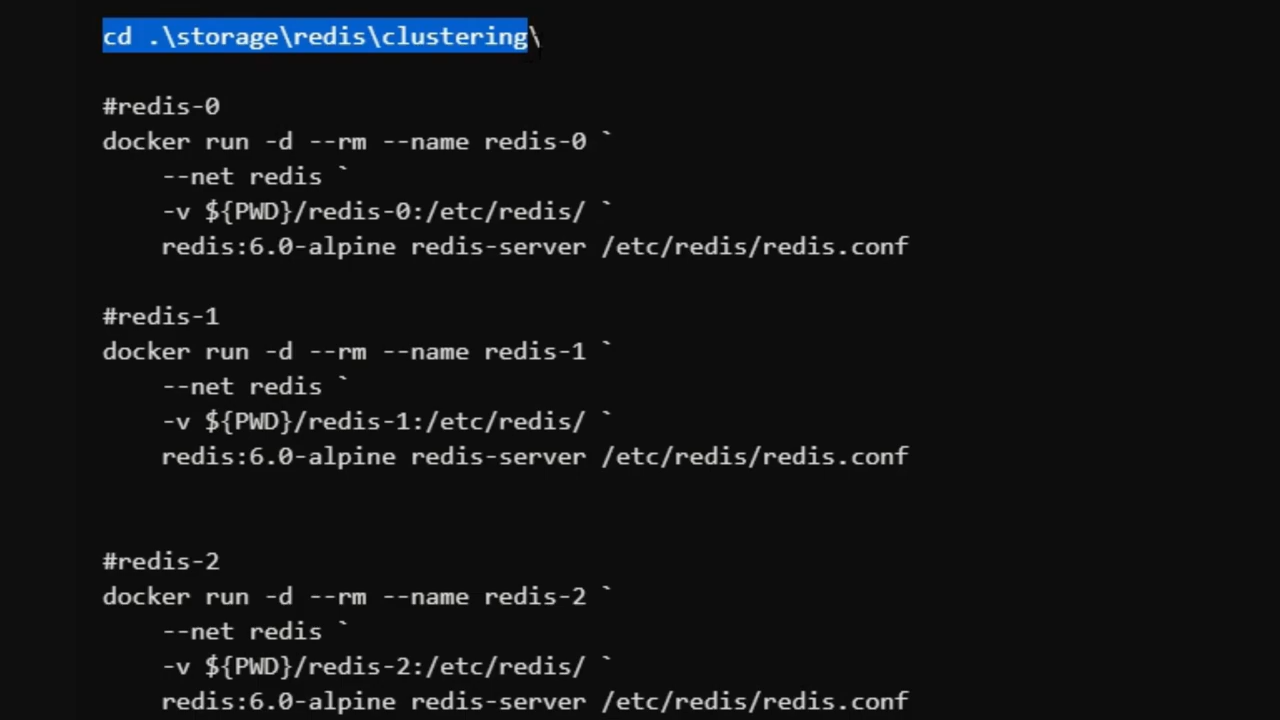 cd .\storage\redis\clustering\
#redis-0
docker run -d --rm --name redis-0 `
--net redis `
-v ${PWD}/redis-0:/etc/redis/ `
redis:6.0-alpine redis-server /etc/redis/redis.conf
#redis-1
docker run -d --rm --name redis-1 `
--net redis `
-v ${PWD}/redis-1:/etc/redis/ `
redis:6.0-alpine redis-server /etc/redis/redis.conf
#redis-2
docker run -d --rm --name redis-2 `
--net redis `
-v ${PWD}/redis-2:/etc/redis/ `
redis:6.0-alpine redis-server /etc/redis/redis.conf